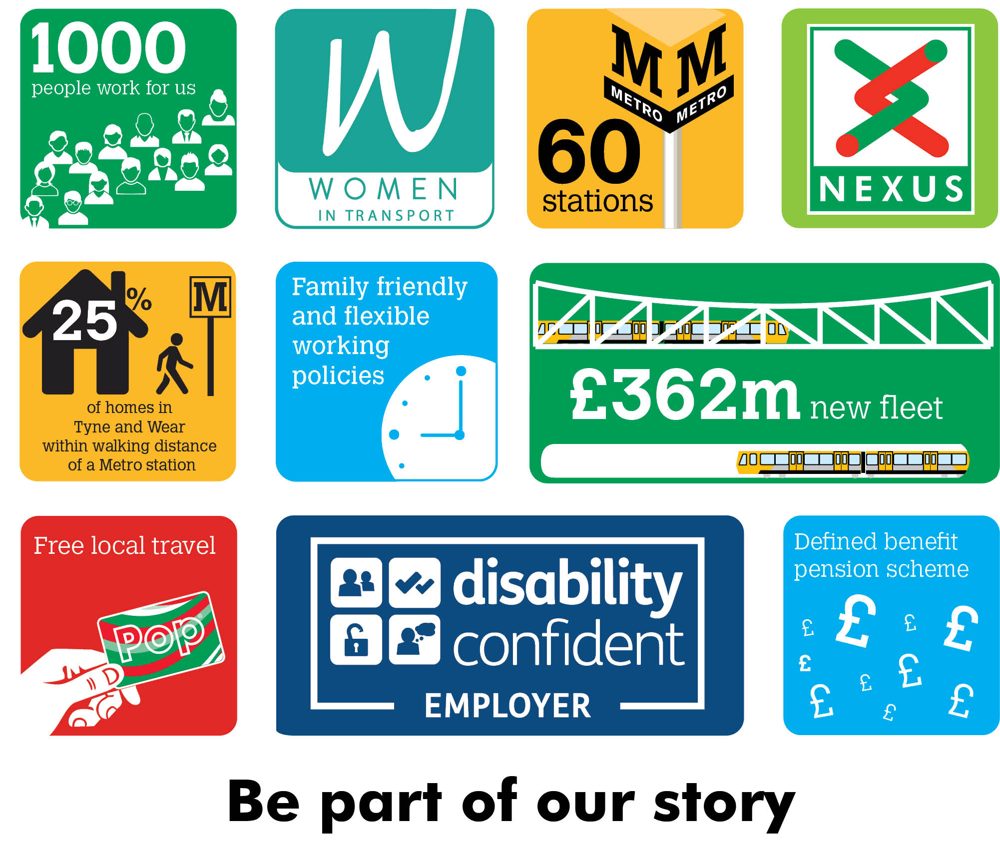 1000
people work for us
W
WOMEN
IN TRANSPORT
M M
METRO METRO
60
stations
NEXUS
25%
M
of homes in
Tyne and Wear
within walking distance
of a Metro station
Family friendly
and flexible
working
policies
£362m new fleet
Free local travel
Pop®
disability
confident
EMPLOYER
Defined benefit
pension scheme
£ £ £ £
£ £ £
£ £ £
Be part of our story